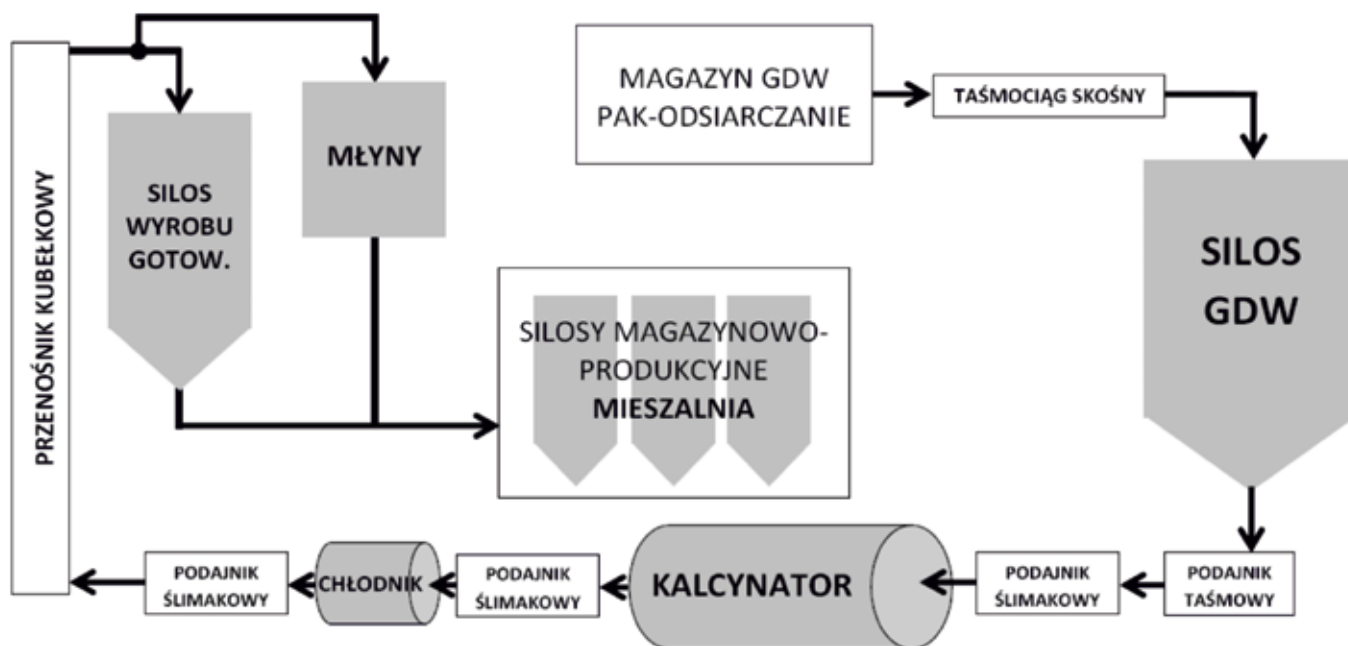 PRZENOŚNIK KUBEŁKOWY
SILOS
WYROBU
GOTOW.
MŁYNY
MAGAZYN GDW
PAK-ODSIARCZANIE
TAŚMOCIĄG SKOŚNY
SILOS
GDW
SILOSY MAGAZYNOWO-
PRODUKCYJNE
MIESZALNIA
PODAJNIK
ŚLIMAKOWY
CHŁODNIK
PODAJNIK
ŚLIMAKOWY
KALCYNATOR
PODAJNIK
ŚLIMAKOWY
PODAJNIK
TAŚMOWY